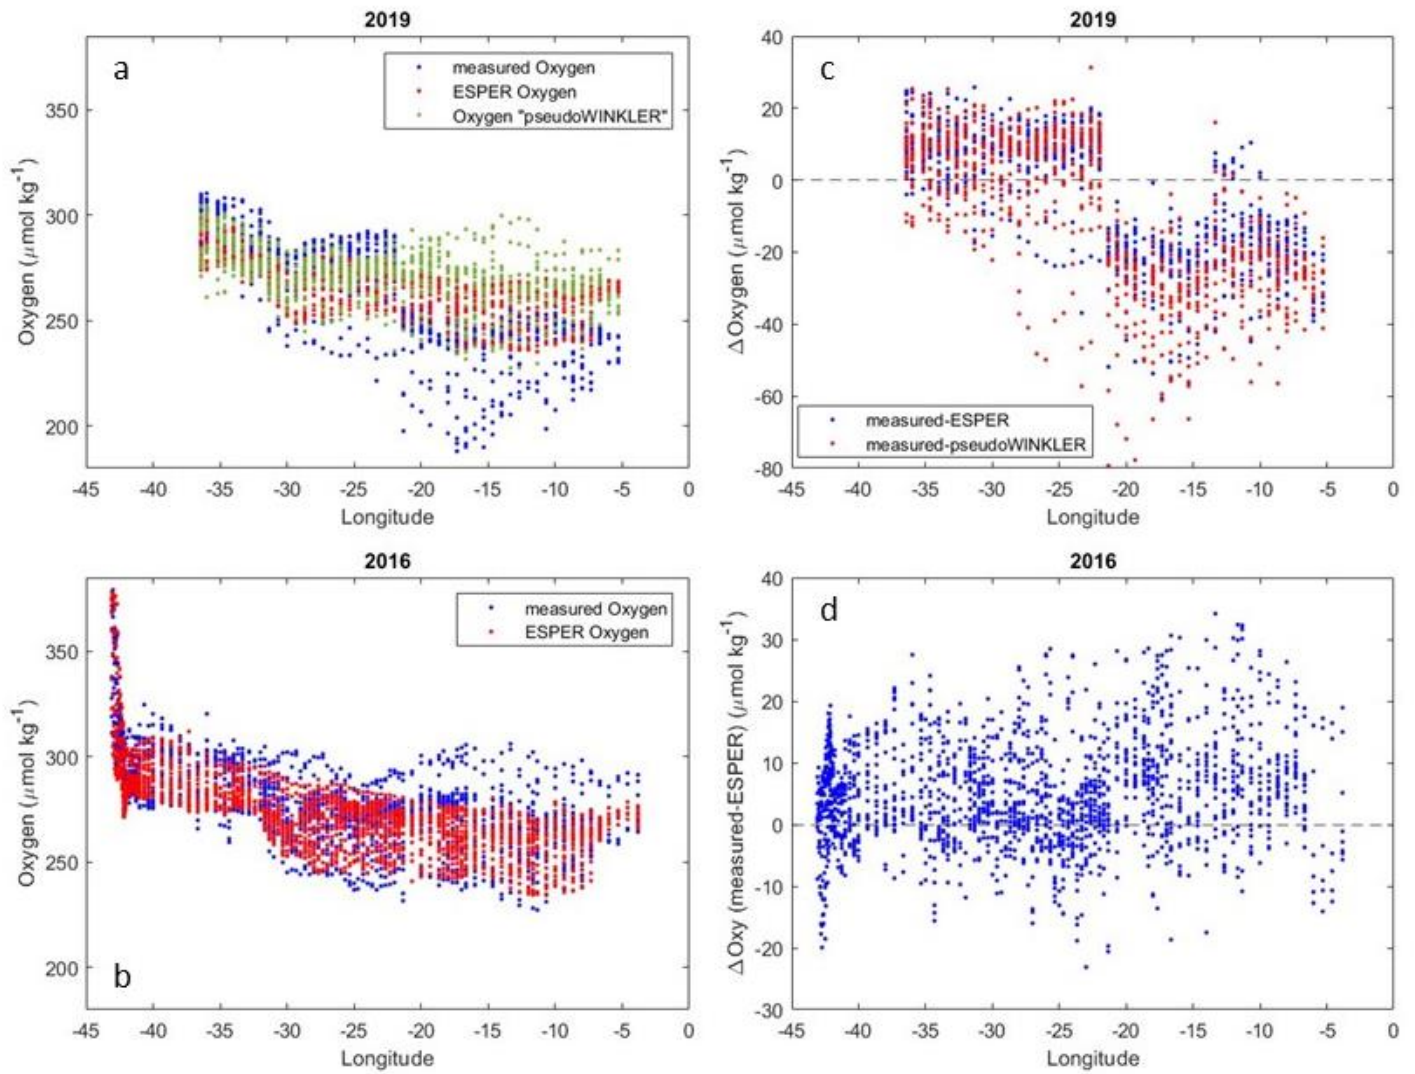 2019
a
measured Oxygen
ESPER Oxygen
Oxygen "pseudoWINKLER"
350
300
250
200
Oxygen (μmol kg⁻¹)
-45 -40 -35 -30 -25 -20 -15 -10 -5 0
Longitude
2019
c
40
20
0
-20
-40
-60
-80
ΔOxygen (μmol kg⁻¹)
measured-ESPER
measured-pseudoWINKLER
-45 -40 -35 -30 -25 -20 -15 -10 -5 0
Longitude
2016
measured Oxygen
ESPER Oxygen
350
300
250
200
Oxygen (μmol kg⁻¹)
b
-45 -40 -35 -30 -25 -20 -15 -10 -5 0
Longitude
2016
d
40
30
20
10
0
-10
-20
-30
ΔOxy (measured-ESPER) (μmol kg⁻¹)
-45 -40 -35 -30 -25 -20 -15 -10 -5 0
Longitude